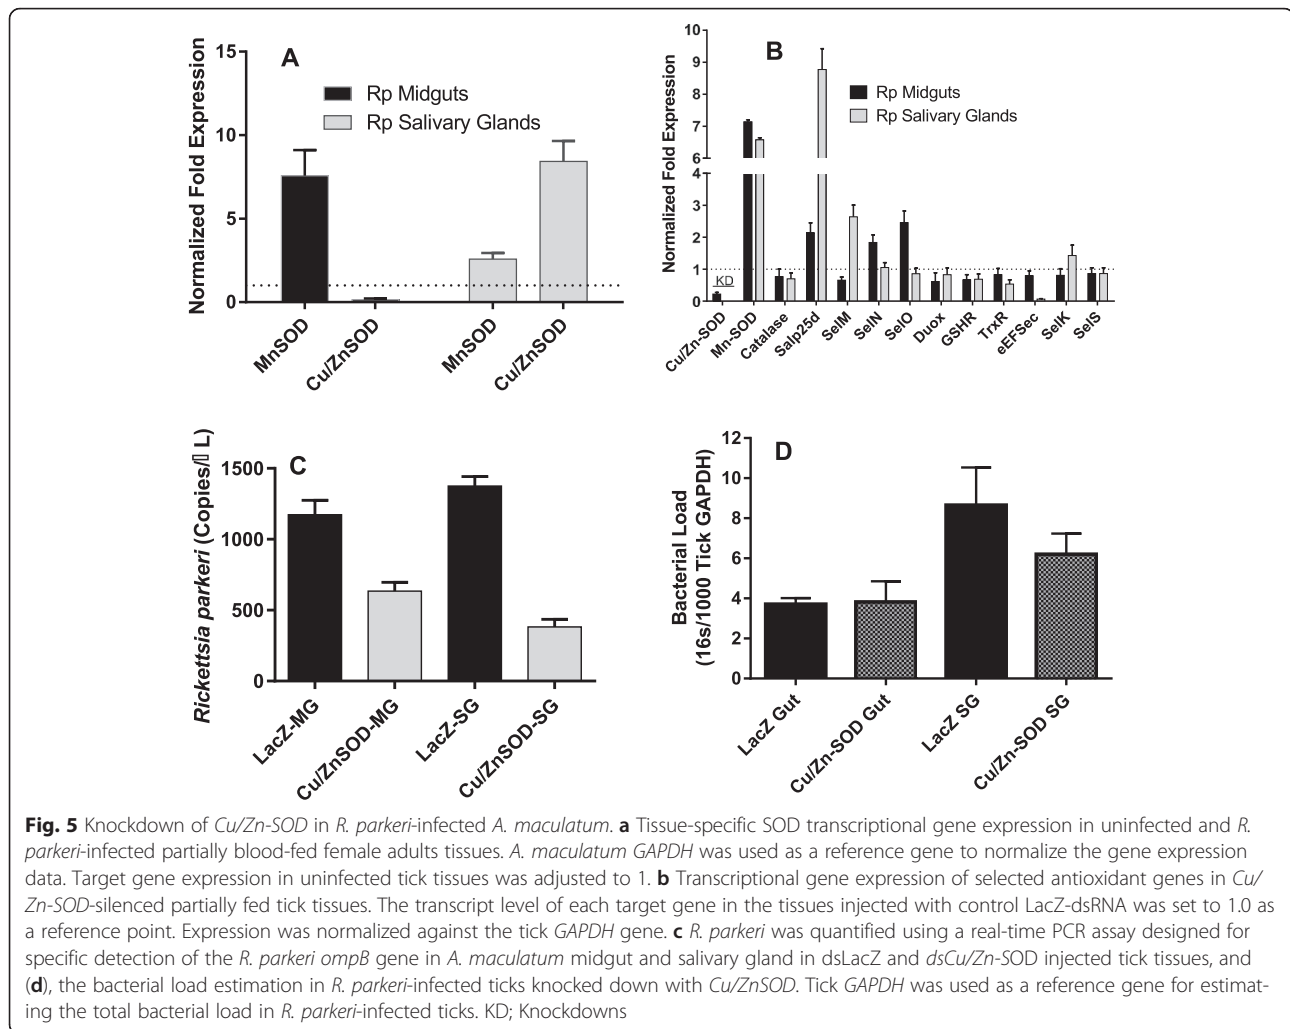 A
Normalized Fold Expression
15
10
5
0
Rp Midguts
Rp Salivary Glands
MnSOD
Cu/ZnSOD
MnSOD
Cu/ZnSOD
B
Normalized Fold Expression
10
9
8
7
6
4
3
2
1
0
Rp Midguts
Rp Salivary Glands
KD
Cu/Zn-SOD
Mn-SOD
Catalase
Salp25d
SelM
SelN
SelO
Duox
GSHR
TrxR
eEFSec
SelK
SelS
C
Rickettsia parkeri (Copies/▯ L)
1500
1000
500
0
LacZ-MG
Cu/ZnSOD-MG
LacZ-SG
Cu/ZnSOD-SG
D
Bacterial Load
(16s/1000 Tick GAPDH)
12
10
8
6
4
2
0
LacZ Gut
Cu/Zn-SOD Gut
LacZ SG
Cu/Zn-SOD SG
Fig. 5 Knockdown of Cu/Zn-SOD in R. parkeri-infected A. maculatum. a Tissue-specific SOD transcriptional gene expression in uninfected and R.
parkeri-infected partially blood-fed female adults tissues. A. maculatum GAPDH was used as a reference gene to normalize the gene expression
data. Target gene expression in uninfected tick tissues was adjusted to 1. b Transcriptional gene expression of selected antioxidant genes in Cu/
Zn-SOD-silenced partially fed tick tissues. The transcript level of each target gene in the tissues injected with control LacZ-dsRNA was set to 1.0 as
a reference point. Expression was normalized against the tick GAPDH gene. c R. parkeri was quantified using a real-time PCR assay designed for
specific detection of the R. parkeri ompB gene in A. maculatum midgut and salivary gland in dsLacZ and dsCu/Zn-SOD injected tick tissues, and
(d), the bacterial load estimation in R. parkeri-infected ticks knocked down with Cu/ZnSOD. Tick GAPDH was used as a reference gene for estimat-
ing the total bacterial load in R. parkeri-infected ticks. KD; Knockdowns